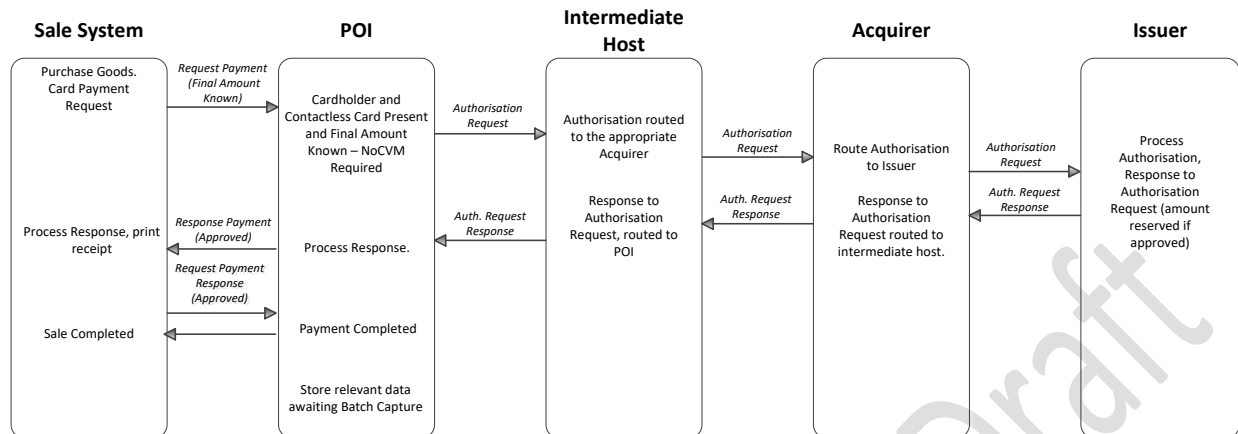 Sale System
POI
Intermediate
Host
Acquirer
Issuer
Purchase Goods.
Card Payment
Request
Request Payment
(Final Amount
Known)
Cardholder and
Contactless Card Present
and Final Amount
Known – NoCVM
Required
Authorisation
Request
Authorisation routed
to the appropriate
Acquirer
Authorisation
Request
Route Authorisation
to Issuer
Authorisation
Request
Process
Authorisation,
Response to
Authorisation
Request (amount
reserved if
approved)
Auth. Request
Response
Response to
Authorisation
Request routed to
intermediate host.
Auth. Request
Response
Response to
Authorisation
Request, routed to
POI
Auth. Request
Response
Process Response.
Response Payment
(Approved)
Process Response, print
receipt
Request Payment
Response
(Approved)
Payment Completed
Sale Completed
Store relevant data
awaiting Batch Capture
Draft